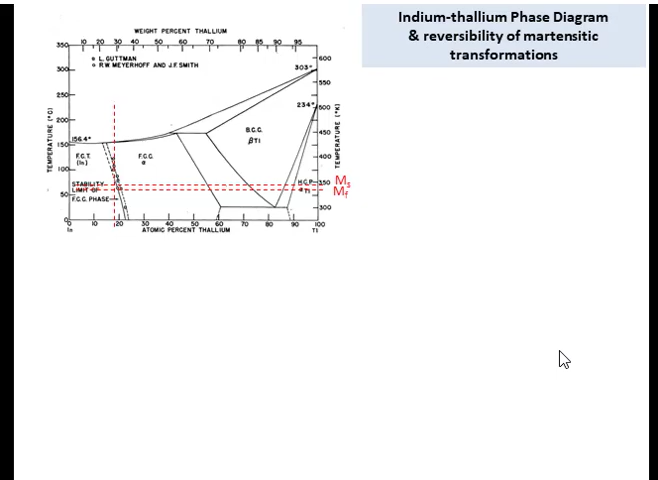 Indium-thallium Phase Diagram
& reversibility of martensitic
transformations
WEIGHT PERCENT THALLIUM
10 20 30 40 50 60 70 80 85 90 95
350
300
250
200
150
100
50
0
TEMPERATURE (°C)
L. GUTTMAN
R.W MEYERHOFF AND J.F. SMITH
303°
234°
156.4°
B.C.C.
βTl
F.C.T.
(In)
F.C.C.
α
H.C.P.
αTl
STABILITY
LIMIT OF
F.C.C. PHASE
Ms
Mf
600
550
500
450
400
350
300
TEMPERATURE (°K)
0 10 20 30 40 50 60 70 80 90 100
In ATOMIC PERCENT THALLIUM Tl